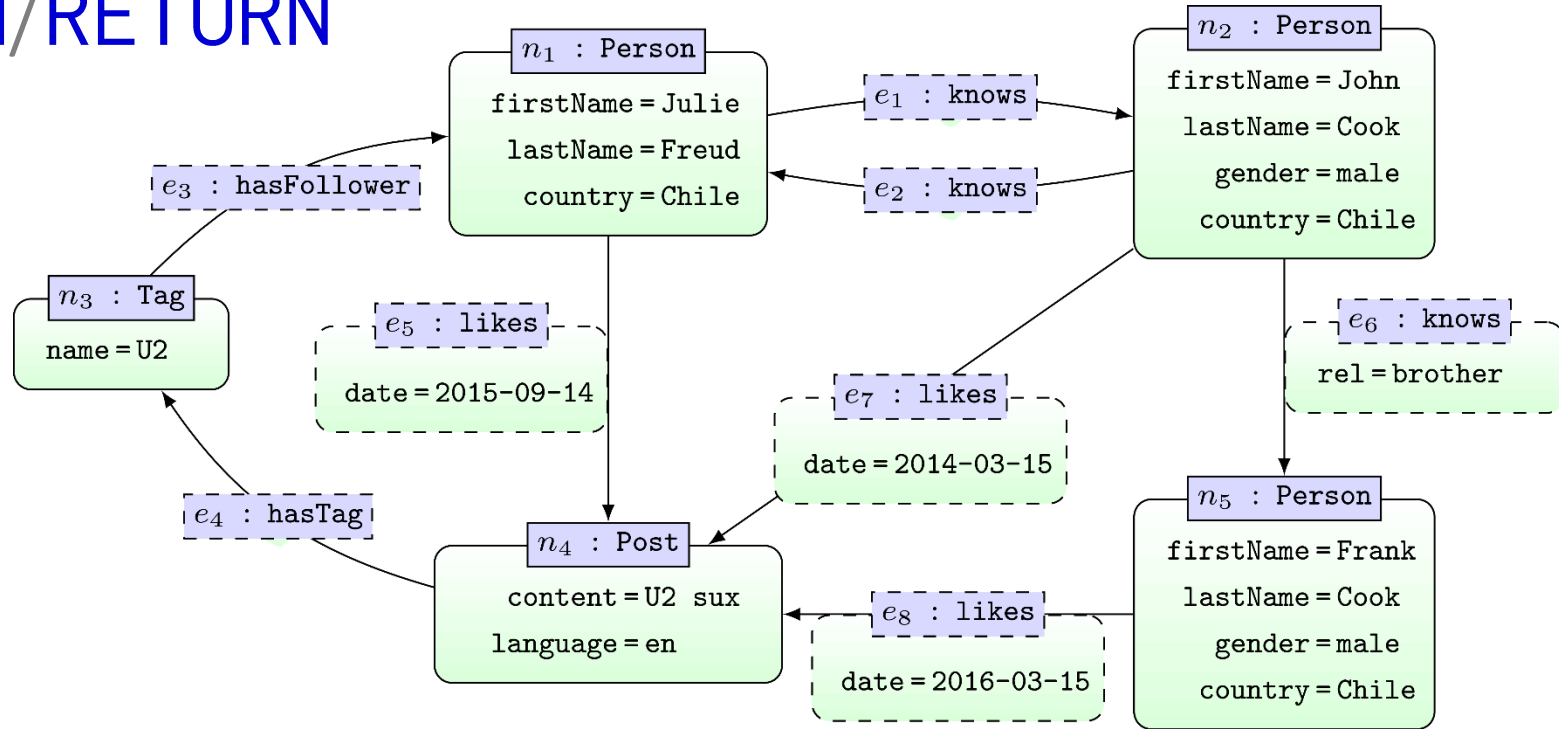 /RETURN
n1 : Person
firstName = Julie
lastName = Freud
country = Chile
e1 : knows
e2 : knows
n2 : Person
firstName = John
lastName = Cook
gender = male
country = Chile
e3 : hasFollower
n3 : Tag
name = U2
e5 : likes
date = 2015-09-14
e7 : likes
date = 2014-03-15
e6 : knows
rel = brother
e4 : hasTag
n4 : Post
content = U2 sux
language = en
e8 : likes
date = 2016-03-15
n5 : Person
firstName = Frank
lastName = Cook
gender = male
country = Chile